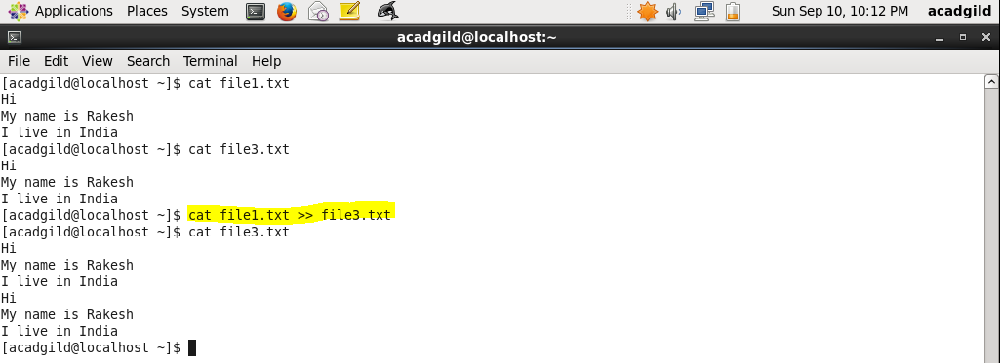 Applications Places System Sun Sep 10, 10:12 PM acadgild
acadgild@localhost:~
File Edit View Search Terminal Help
[acadgild@localhost ~]$ cat file1.txt
Hi
My name is Rakesh
I live in India
[acadgild@localhost ~]$ cat file3.txt
Hi
My name is Rakesh
I live in India
[acadgild@localhost ~]$ cat file1.txt >> file3.txt
[acadgild@localhost ~]$ cat file3.txt
Hi
My name is Rakesh
I live in India
Hi
My name is Rakesh
I live in India
[acadgild@localhost ~]$